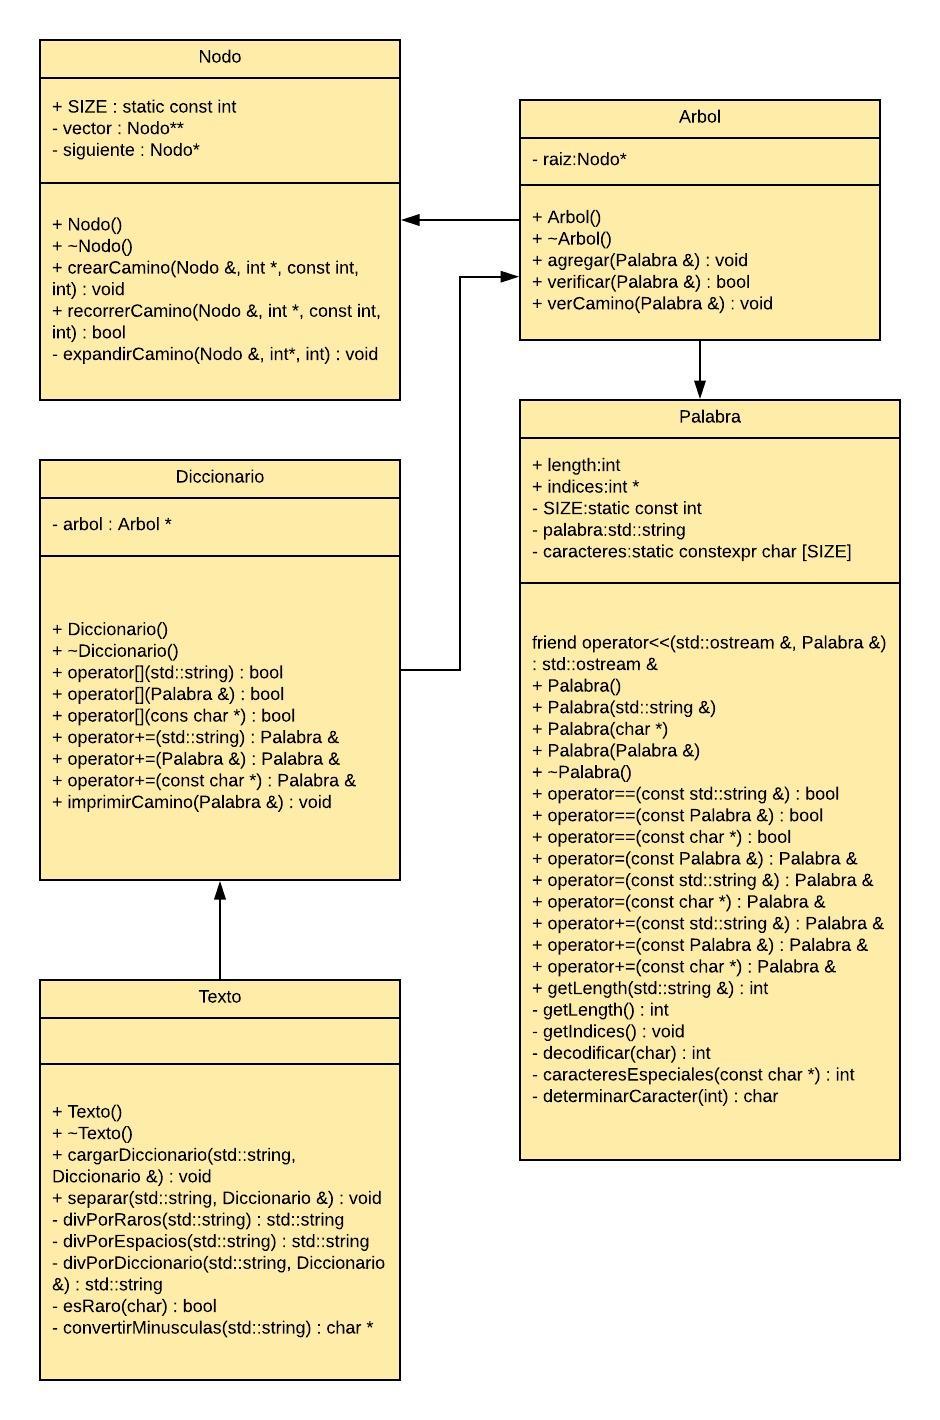 Nodo
+ SIZE : static const int
- vector : Nodo**
- siguiente : Nodo*
+ Nodo()
+ ~Nodo()
+ crearCamino(Nodo &, int *, const int,
int) : void
+ recorrerCamino(Nodo &, int *, const int,
int) : bool
- expandirCamino(Nodo &, int*, int) : void
Arbol
- raiz:Nodo*
+ Arbol()
+ ~Arbol()
+ agregar(Palabra &) : void
+ verificar(Palabra &) : bool
+ verCamino(Palabra &) : void
Diccionario
- arbol : Arbol *
+ Diccionario()
+ ~Diccionario()
+ operator[](std::string) : bool
+ operator[](Palabra &) : bool
+ operator[](cons char *) : bool
+ operator+=(std::string) : Palabra &
+ operator+=(Palabra &) : Palabra &
+ operator+=(const char *) : Palabra &
+ imprimirCamino(Palabra &) : void
Palabra
+ length:int
+ indices:int *
- SIZE:static const int
- palabra:std::string
- caracteres:static constexpr char [SIZE]
friend operator<<(std::ostream &, Palabra &)
: std::ostream &
+ Palabra()
+ Palabra(std::string &)
+ Palabra(char *)
+ Palabra(Palabra &)
+ ~Palabra()
+ operator==(const std::string &) : bool
+ operator==(const Palabra &) : bool
+ operator==(const char *) : bool
+ operator=(const Palabra &) : Palabra &
+ operator=(const std::string &) : Palabra &
+ operator=(const char *) : Palabra &
+ operator+=(const std::string &) : Palabra &
+ operator+=(const Palabra &) : Palabra &
+ operator+=(const char *) : Palabra &
+ getLength(std::string &) : int
- getLength() : int
- getIndices() : void
- decodificar(char) : int
- caracteresEspeciales(const char *) : int
- determinarCaracter(int) : char
Texto
+ Texto()
+ ~Texto()
+ cargarDiccionario(std::string,
Diccionario &) : void
+ separar(std::string, Diccionario &) : void
- divPorRaros(std::string) : std::string
- divPorEspacios(std::string) : std::string
- divPorDiccionario(std::string, Diccionario
&) : std::string
- esRaro(char) : bool
- convertirMinusculas(std::string) : char *